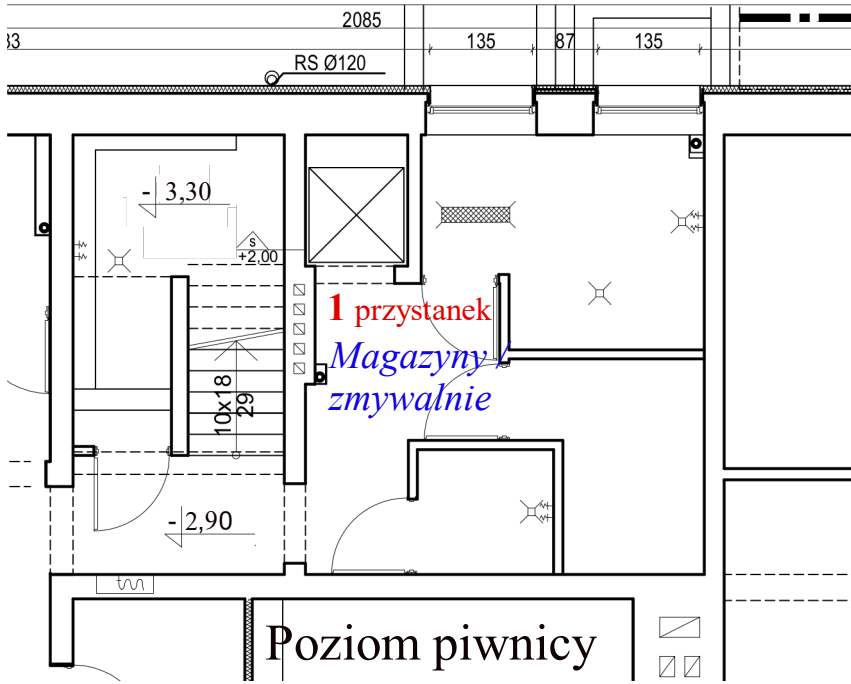 2085
33
135
87
135
RS Ø120
- 3,30
s
+2,00
1 przystanek
Magazyny /
zmywalnie
10x18
29
- 2,90
Poziom piwnicy